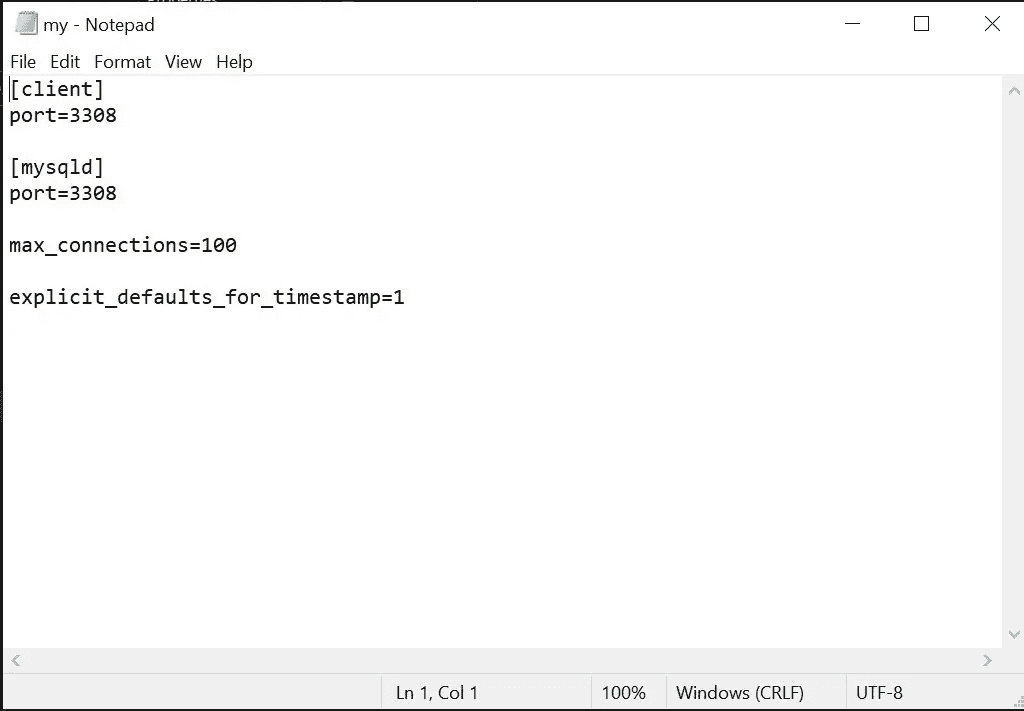 my - Notepad
File Edit Format View Help
[client]
port=3308
[mysqld]
port=3308
max_connections=100
explicit_defaults_for_timestamp=1
Ln 1, Col 1 100% Windows (CRLF) UTF-8